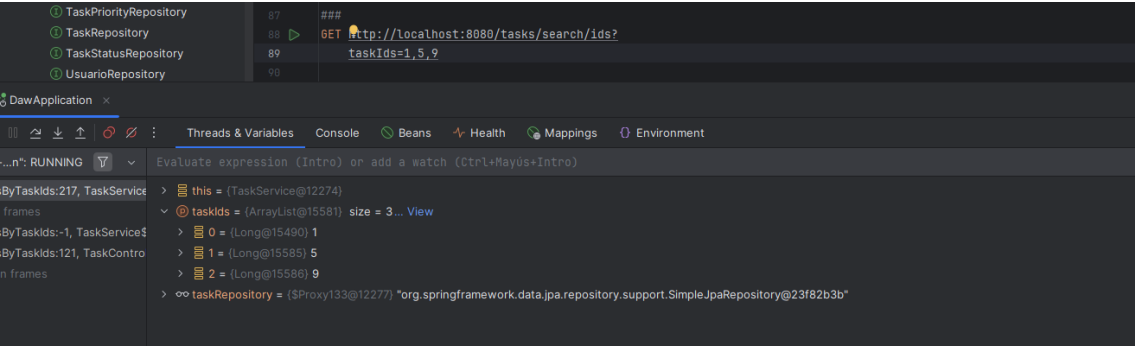 TaskPriorityRepository
TaskRepository
TaskStatusRepository
UsuarioRepository
87 ###
88 GET http://localhost:8080/tasks/search/ids?
89 taskIds=1,5,9
90
DawApplication
Threads & Variables Console Beans Health Mappings Environment
-...n": RUNNING
Evaluate expression (Intro) or add a watch (Ctrl+Mayús+Intro)
sByTaskIds:217, TaskService
frames
sByTaskIds:-1, TaskService$
sByTaskIds:121, TaskContro
n frames
this = {TaskService@12274}
taskIds = {ArrayList@15581} size = 3... View
0 = {Long@15490} 1
1 = {Long@15585} 5
2 = {Long@15586} 9
taskRepository = {$Proxy133@12277} "org.springframework.data.jpa.repository.support.SimpleJpaRepository@23f82b3b"